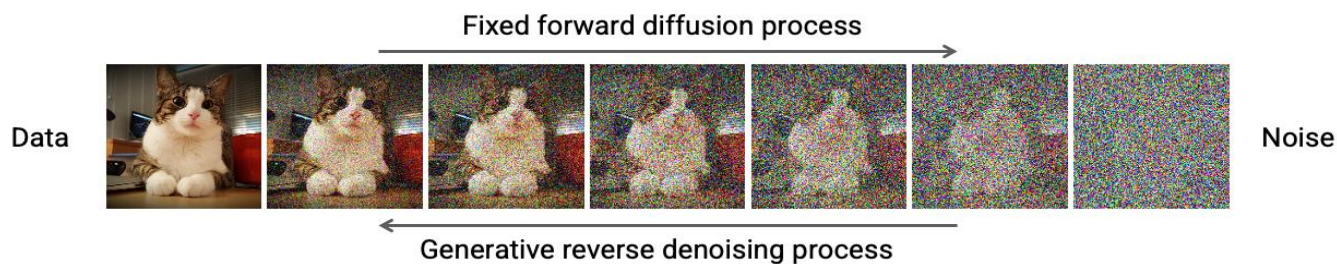 Fixed forward diffusion process
Data
Noise
Generative reverse denoising process